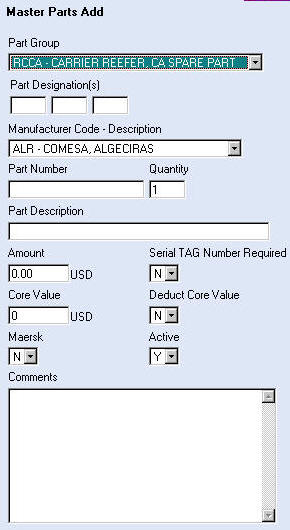 Master Parts Add
Part Group
RCCA - CARRIER REEFER, CA SPARE PART
Part Designation(s)
Manufacturer Code - Description
ALR - COMESA, ALGECIRAS
Part Number Quantity
1
Part Description
Amount Serial TAG Number Required
0.00 USD N
Core Value Deduct Core Value
0 USD N
Maersk Active
N Y
Comments